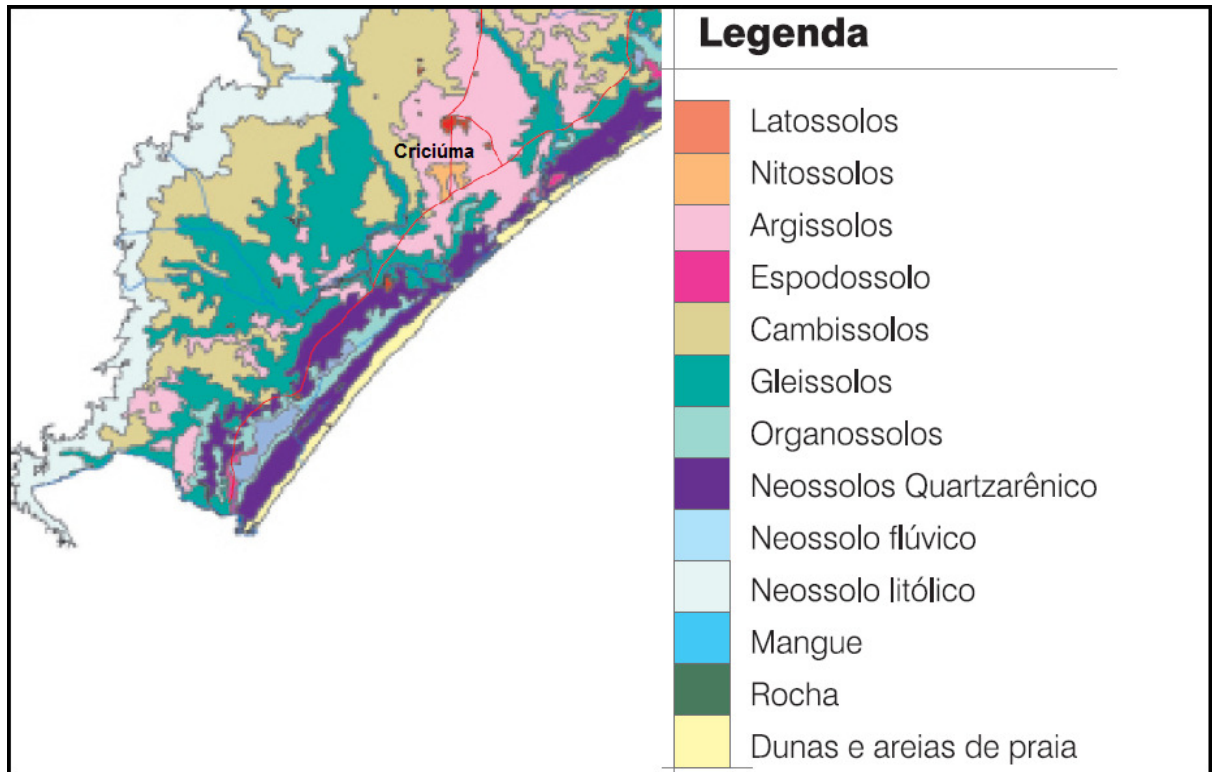 Criciúma
Legenda
Latossolos
Nitossolos
Argissolos
Espodossolo
Cambissolos
Gleissolos
Organossolos
Neossolos Quartzarênico
Neossolo flúvico
Neossolo litólico
Mangue
Rocha
Dunas e areias de praia